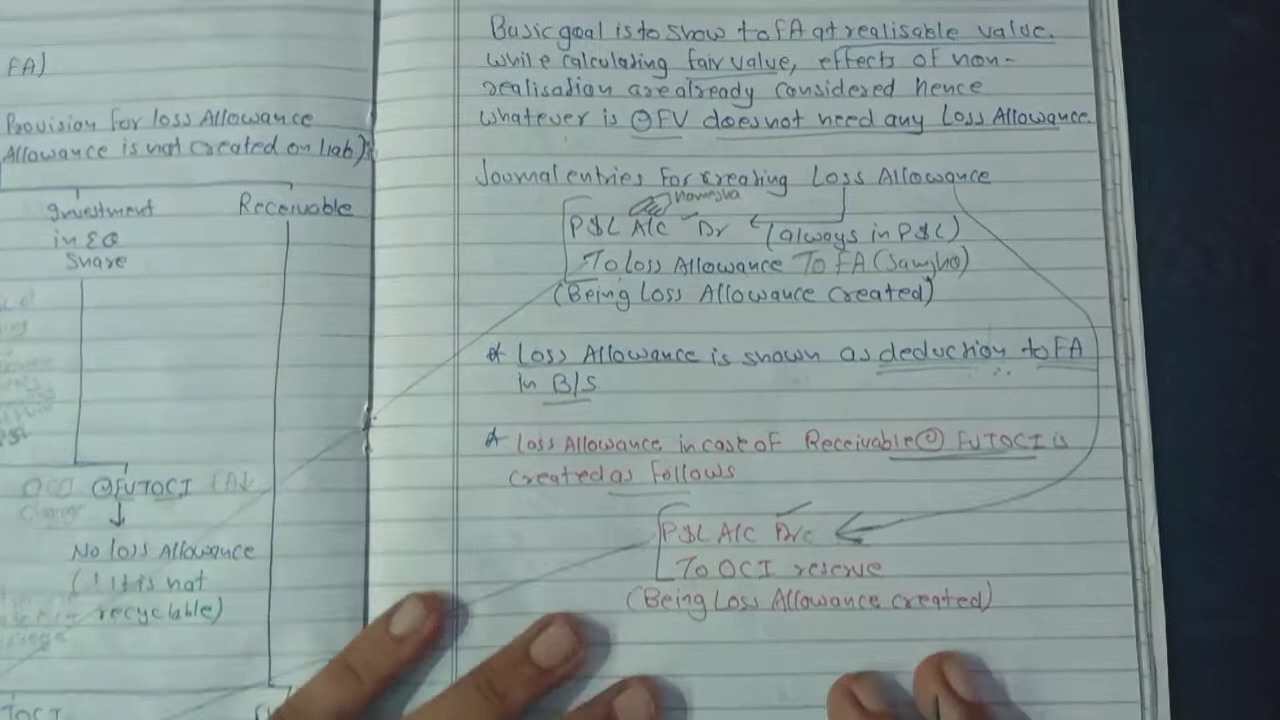 FA)
Provision for loss Allowance
Allowance is not created on liab)
Investment
in EQ
Share
Receivable
OCI @FVTOCI
Change
No loss Allowance
(∵ It is not
recyclable)
TOCI
Basic goal is to show to FA at realisable value.
While calculating fair value, effects of non-
realisation are already considered hence
whatever is @FV does not need any Loss Allowance
Journal entries for creating Loss Allowance
hamesha
P&L A/c Dr (always in P&L)
To loss Allowance To FA (Samjho)
(Being Loss Allowance created)
* Loss Allowance is shown as deduction to FA
in B/S
* Loss Allowance in case of Receivable @ FVTOCI is
created as follows
P&L A/c Dr
To OCI reserve
(Being Loss Allowance created)